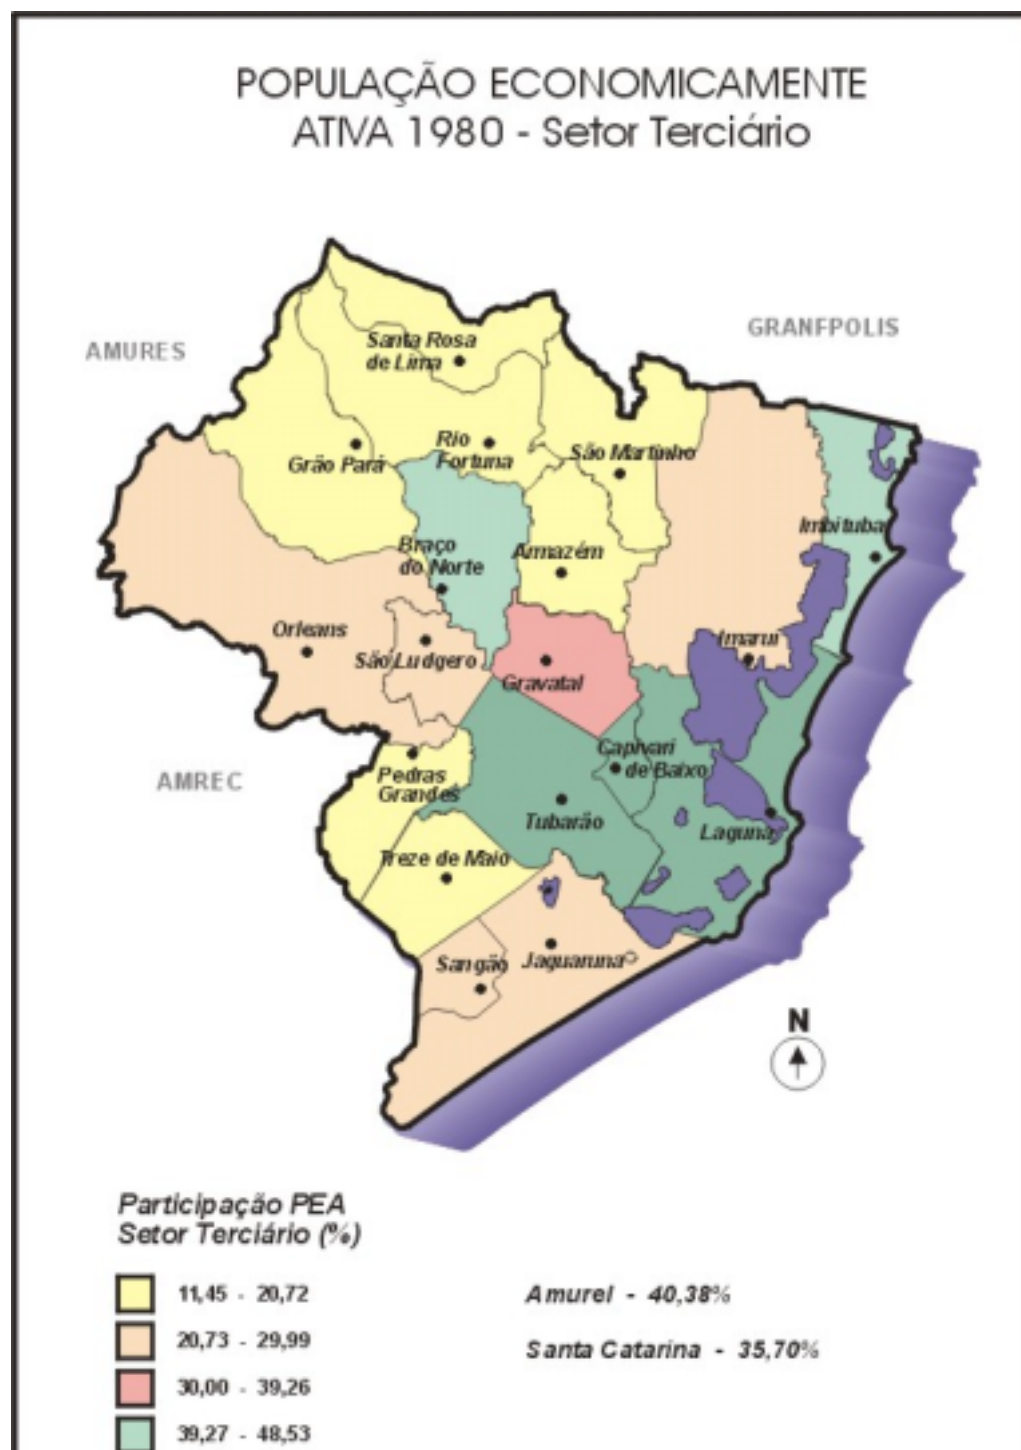 POPULAÇÃO ECONOMICAMENTE
ATIVA 1980 - Setor Terciário
GRANFPOLIS
AMURES
Santa Rosa
de Lima
Rio
Fortuna
Grão Pará
São Martinho
Imbituba
Braço
do Norte
Armazém
Orleans
São Ludgero
Imaruí
Gravatal
Capivari
de Baixo
AMREC
Pedras
Grandes
Tubarão
Laguna
Treze de Maio
Sangão
Jaguaruna
N
Participação PEA
Setor Terciário (%)
11,45 - 20,72
Amurel - 40,38%
20,73 - 29,99
Santa Catarina - 35,70%
30,00 - 39,26
39,27 - 48,53